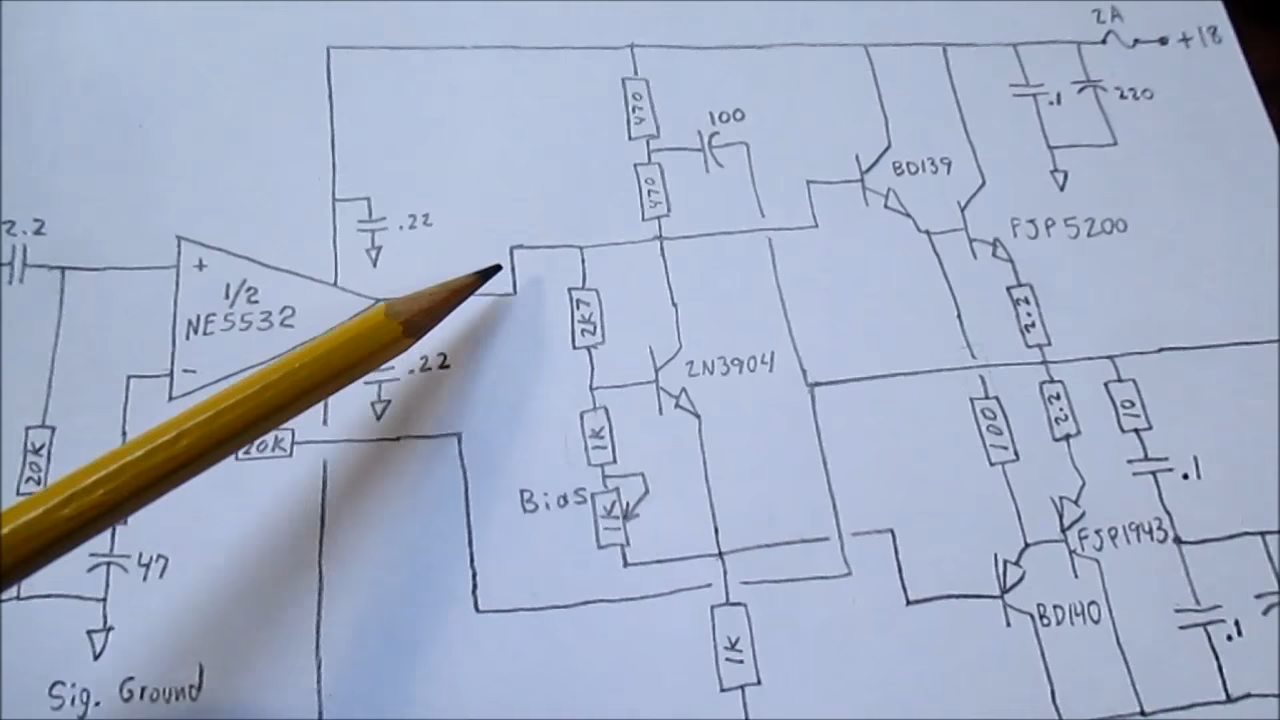 2A
+18
470
100
.1
220
BD139
470
2.2
.22
FJP5200
+
1/2
NE5532
2K7
2.2
-
.22
2N3904
20K
20K
1K
100
2.2
10
.1
Bias
1K
FJP1943
47
BD140
1K
.1
Sig. Ground